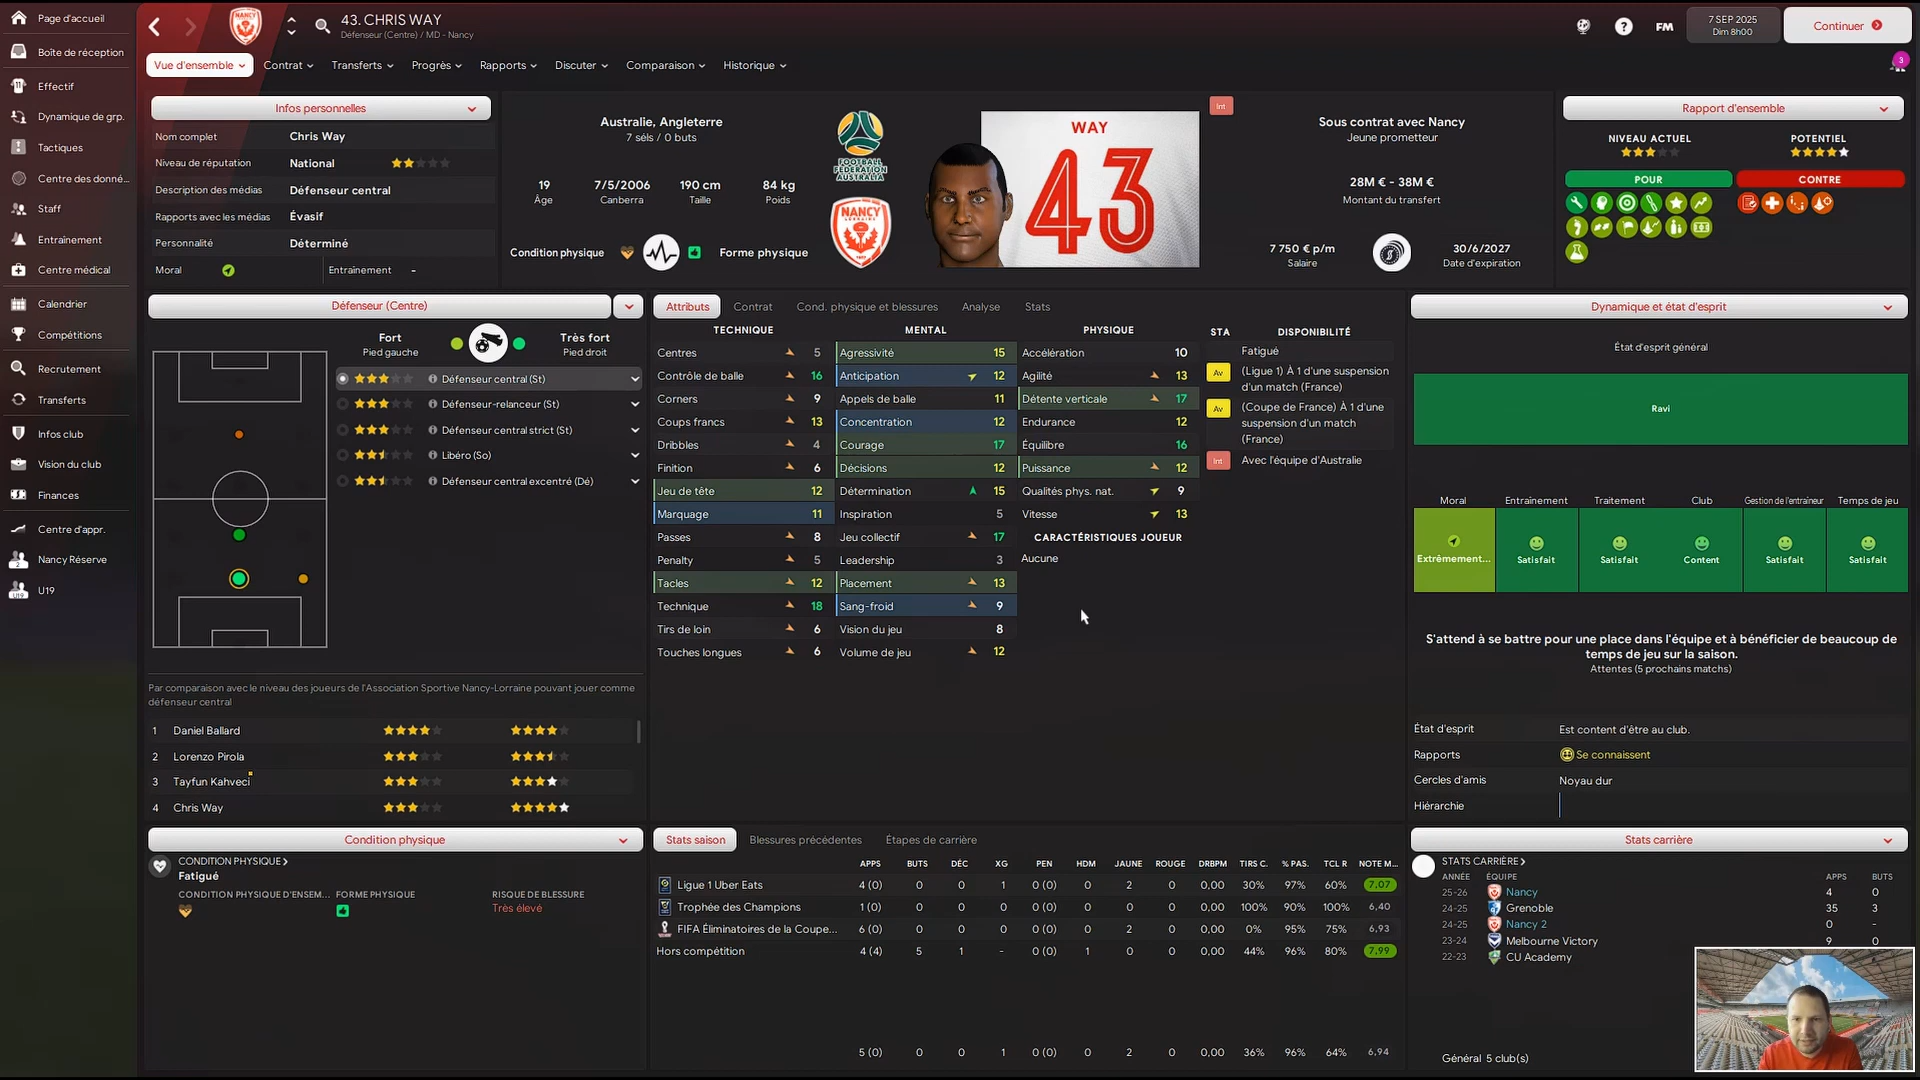 Page d'accueil
Boîte de réception
Effectif
Dynamique de grp.
Tactiques
Centre des donné...
Staff
Entraînement
Centre médical
Calendrier
Compétitions
Recrutement
Transferts
Infos club
Vision du club
Finances
Centre d'appr.
Nancy Réserve
U19
43. CHRIS WAY
Défenseur (Centre) / MD - Nancy
FM
7 SEP 2025
Dim 8h00
Continuer
3
Vue d'ensemble
Contrat
Transferts
Progrès
Rapports
Discuter
Comparaison
Historique
Infos personnelles
Nom complet Chris Way
Niveau de réputation National
Description des médias Défenseur central
Rapports avec les médias Évasif
Personnalité Déterminé
Moral Entraînement -
Australie, Angleterre
7 séls / 0 buts
19 7/5/2006 190 cm 84 kg
Âge Canberra Taille Poids
Condition physique Forme physique
FOOTBALL
FEDERATION
AUSTRALIA
NANCY
LORRAINE
WAY
43
Int
Sous contrat avec Nancy
Jeune prometteur
28M € - 38M €
Montant du transfert
7 750 € p/m 30/6/2027
Salaire Date d'expiration
Rapport d'ensemble
NIVEAU ACTUEL POTENTIEL
POUR CONTRE
Défenseur (Centre)
Fort Très fort
Pied gauche Pied droit
Défenseur central (St)
Défenseur-relanceur (St)
Défenseur central strict (St)
Libéro (So)
Défenseur central excentré (Dé)
Par comparaison avec le niveau des joueurs de l'Association Sportive Nancy-Lorraine pouvant jouer comme
défenseur central
1 Daniel Ballard
2 Lorenzo Pirola
3 Tayfun Kahveci
4 Chris Way
Attributs Contrat Cond. physique et blessures Analyse Stats
TECHNIQUE MENTAL PHYSIQUE
Centres 5 Agressivité 15 Accélération 10
Contrôle de balle 16 Anticipation 12 Agilité 13
Corners 9 Appels de balle 11 Détente verticale 17
Coups francs 13 Concentration 12 Endurance 12
Dribbles 4 Courage 17 Équilibre 16
Finition 6 Décisions 12 Puissance 12
Jeu de tête 12 Détermination 15 Qualités phys. nat. 9
Marquage 11 Inspiration 5 Vitesse 13
Passes 8 Jeu collectif 17 CARACTÉRISTIQUES JOUEUR
Penalty 5 Leadership 3 Aucune
Tacles 12 Placement 13
Technique 18 Sang-froid 9
Tirs de loin 6 Vision du jeu 8
Touches longues 6 Volume de jeu 12
STA DISPONIBILITÉ
Fatigué
Av (Ligue 1) À 1 d'une suspension
d'un match (France)
Av (Coupe de France) À 1 d'une
suspension d'un match
(France)
Int Avec l'équipe d'Australie
Dynamique et état d'esprit
État d'esprit général
Ravi
Moral Entraînement Traitement Club Gestion de l'entraîneur Temps de jeu
Extrêmement... Satisfait Satisfait Content Satisfait Satisfait
S'attend à se battre pour une place dans l'équipe et à bénéficier de beaucoup de
temps de jeu sur la saison.
Attentes (5 prochains matchs)
État d'esprit Est content d'être au club.
Rapports Se connaissent
Cercles d'amis Noyau dur
Hiérarchie
Condition physique
CONDITION PHYSIQUE
Fatigué
CONDITION PHYSIQUE D'ENSEM... FORME PHYSIQUE RISQUE DE BLESSURE
Très élevé
Stats saison Blessures précédentes Étapes de carrière
APPS BUTS DÉC XG PEN HDM JAUNE ROUGE DRBPM TIRS C. % PAS. TCL R NOTE M...
Ligue 1 Uber Eats 4 (0) 0 0 1 0 (0) 0 2 0 0,00 30% 97% 60% 7.07
Trophée des Champions 1 (0) 0 0 0 0 (0) 0 0 0 0,00 100% 90% 100% 6,40
FIFA Éliminatoires de la Coupe... 6 (0) 0 0 0 0 (0) 0 2 0 0,00 0% 95% 75% 6,93
Hors compétition 4 (4) 5 1 - 0 (0) 1 0 0 0,00 44% 96% 80% 7.99
5 (0) 0 0 1 0 (0) 0 2 0 0,00 36% 96% 64% 6,94
Stats carrière
STATS CARRIÈRE
ANNÉE ÉQUIPE APPS BUTS
25-26 Nancy 4 0
24-25 Grenoble 35 3
24-25 Nancy 2 0 -
23-24 Melbourne Victory 9 0
22-23 CU Academy
Général 5 club(s)